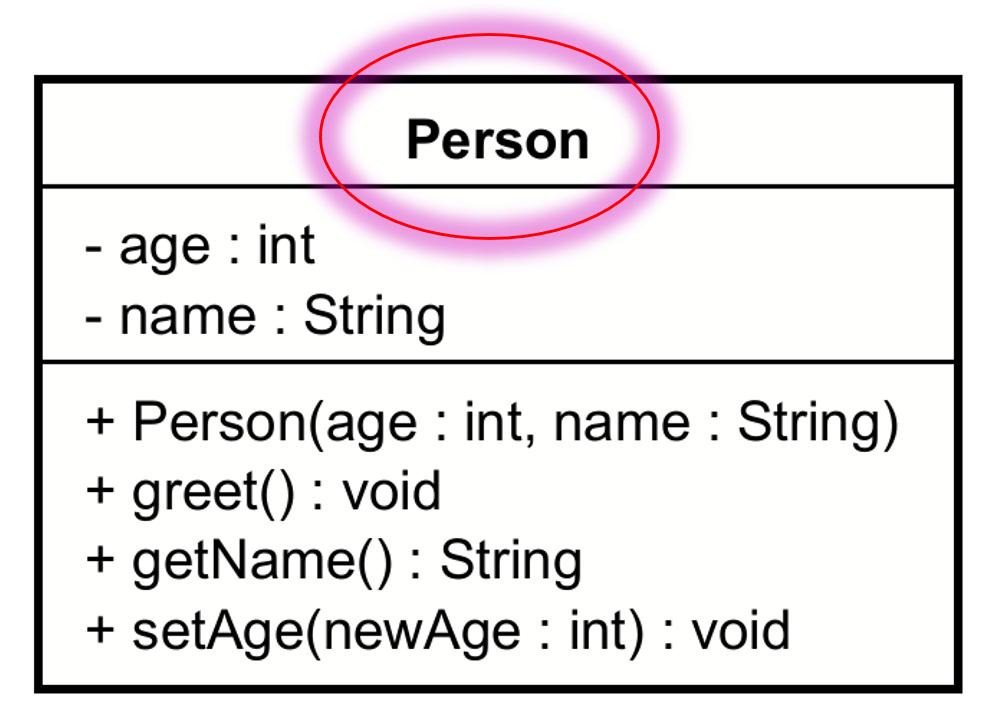 Person
- age : int
- name : String
+ Person(age : int, name : String)
+ greet() : void
+ getName() : String
+ setAge(newAge : int) : void